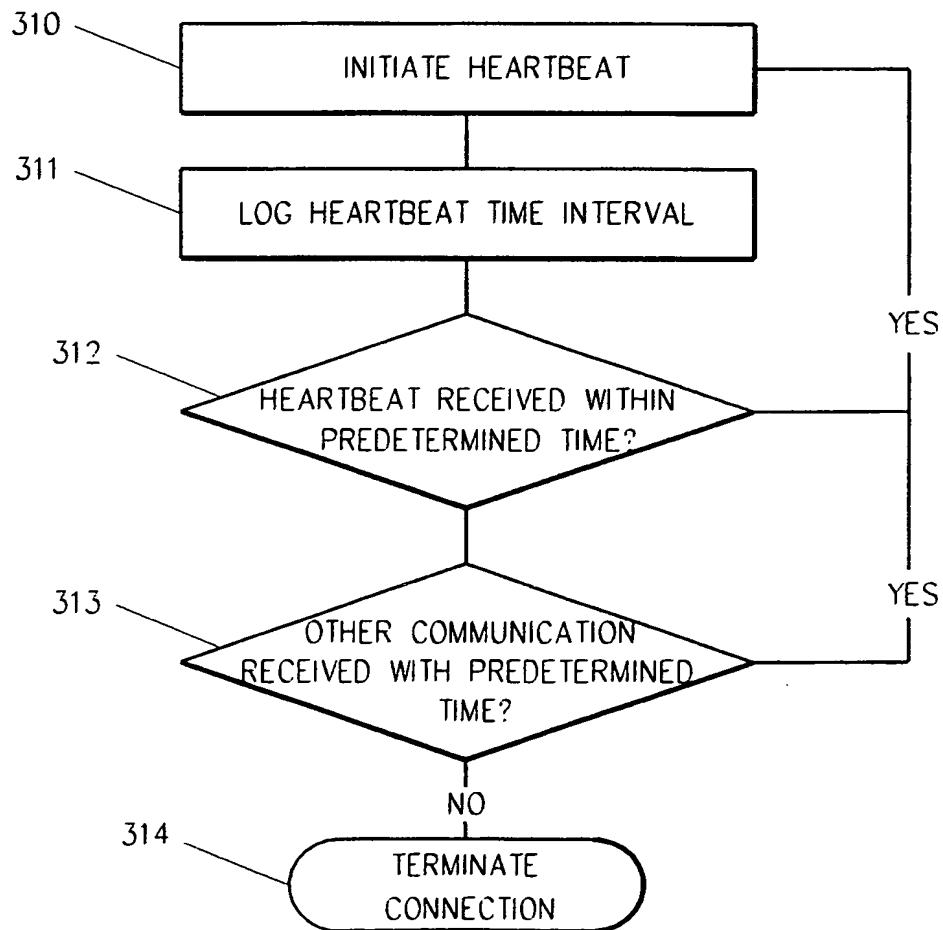 310
INITIATE HEARTBEAT
311
LOG HEARTBEAT TIME INTERVAL
YES
312
HEARTBEAT RECEIVED WITHIN
PREDETERMINED TIME?
YES
313
OTHER COMMUNICATION
RECEIVED WITH PREDETERMINED
TIME?
NO
314
TERMINATE
CONNECTION